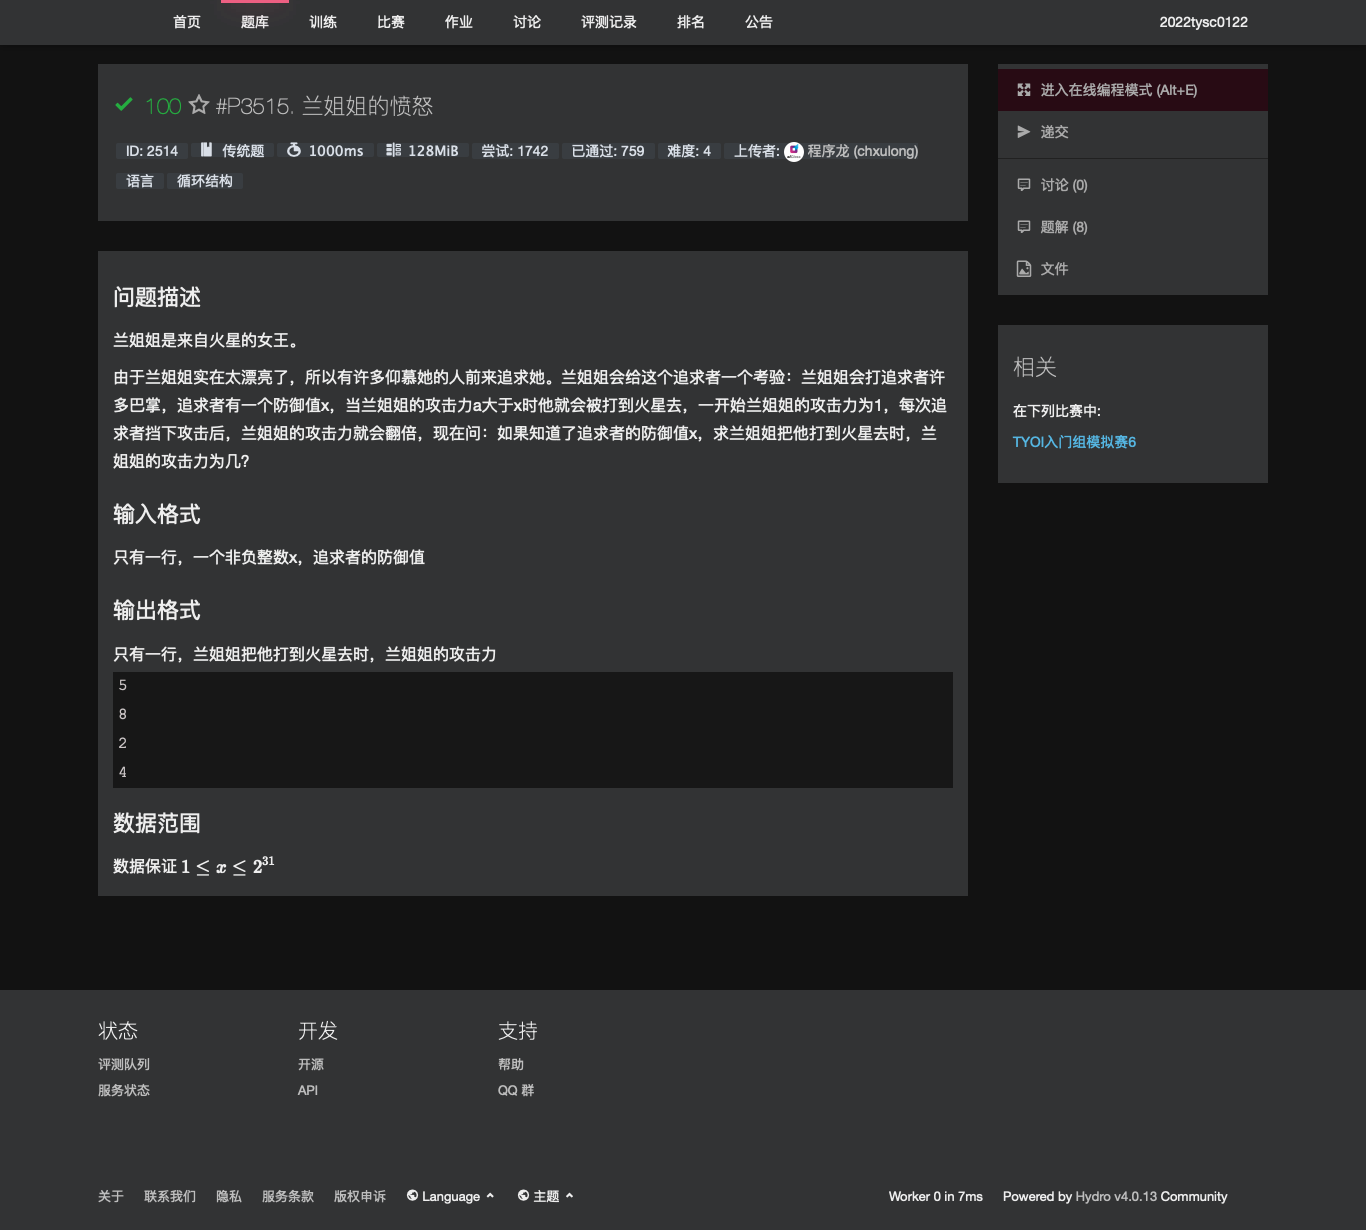 首页 题库 训练 比赛 作业 讨论 评测记录 排名 公告 2022tysc0122
100 #P3515. 兰姐姐的愤怒
ID: 2514 传统题 1000ms 128MiB 尝试: 1742 已通过: 759 难度: 4 上传者: 程序龙 (chxulong)
语言 循环结构
问题描述
兰姐姐是来自火星的女王。
由于兰姐姐实在太漂亮了，所以有许多仰慕她的人前来追求她。兰姐姐会给这个追求者一个考验：兰姐姐会打追求者许
多巴掌，追求者有一个防御值x，当兰姐姐的攻击力a大于x时他就会被打到火星去，一开始兰姐姐的攻击力为1，每次追
求者挡下攻击后，兰姐姐的攻击力就会翻倍，现在问：如果知道了追求者的防御值x，求兰姐姐把他打到火星去时，兰
姐姐的攻击力为几?
输入格式
只有一行，一个非负整数x，追求者的防御值
输出格式
只有一行，兰姐姐把他打到火星去时，兰姐姐的攻击力
5
8
2
4
数据范围
数据保证 1 ≤ x ≤ 2^31
进入在线编程模式 (Alt+E)
递交
讨论 (0)
题解 (8)
文件
相关
在下列比赛中:
TYOI入门组模拟赛6
状态 开发 支持
评测队列 开源 帮助
服务状态 API QQ 群
关于 联系我们 隐私 服务条款 版权申诉 Language 主题 Worker 0 in 7ms Powered by Hydro v4.0.13 Community